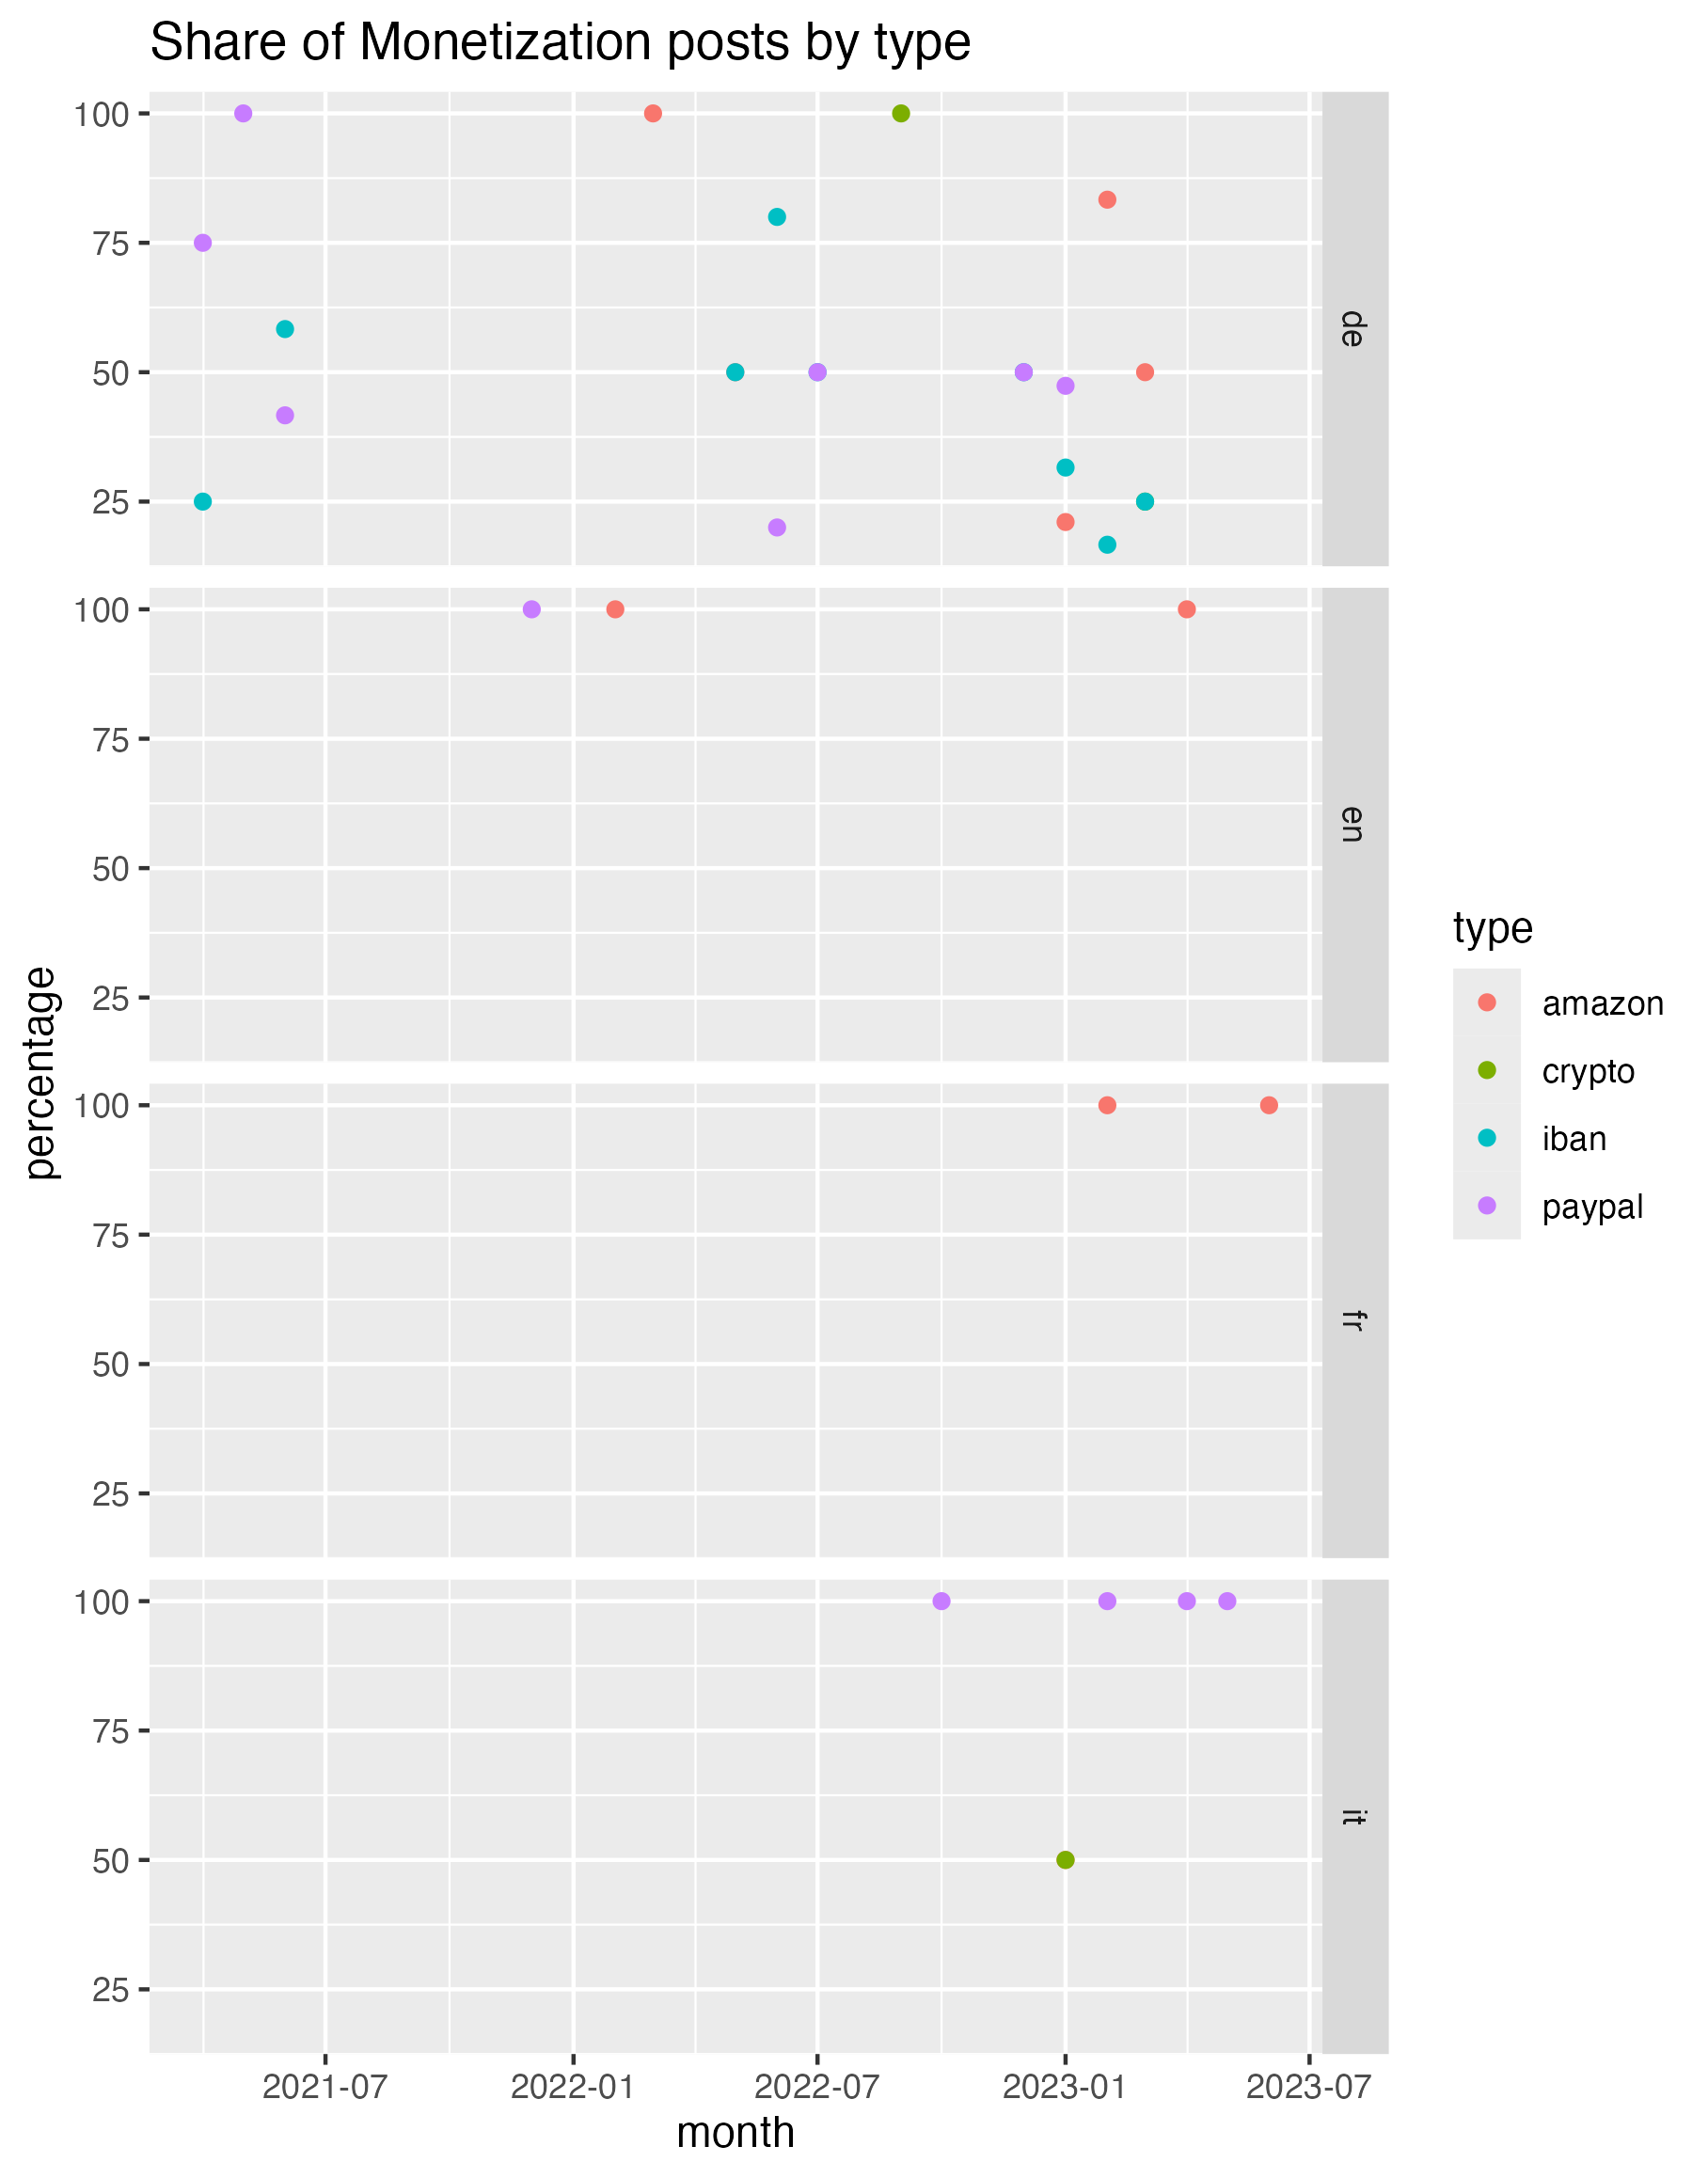 Share of Monetization posts by type
100
75
50
25
de
100
75
50
25
en
100
75
50
25
fr
100
75
50
25
it
percentage
2021-07 2022-01 2022-07 2023-01 2023-07
month
type
amazon
crypto
iban
paypal